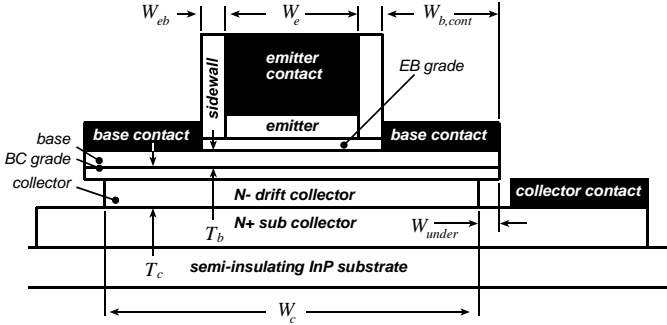 W_eb
W_e
W_b,cont
sidewall
emitter contact
EB grade
emitter
base contact
base contact
base
BC grade
collector
N- drift collector
collector contact
T_b
N+ sub collector
W_under
T_c
semi-insulating InP substrate
W_c